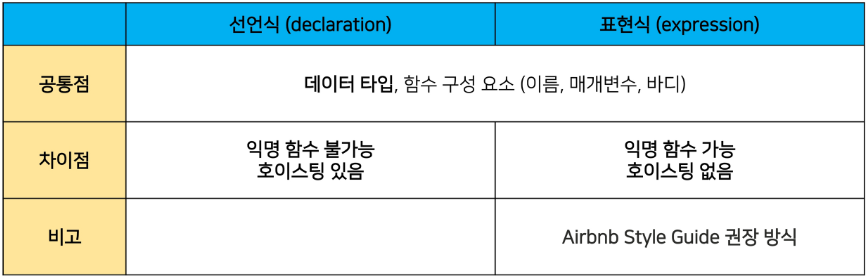 선언식 (declaration)
표현식 (expression)
공통점
데이터 타입, 함수 구성 요소 (이름, 매개변수, 바디)
차이점
익명 함수 불가능
호이스팅 있음
익명 함수 가능
호이스팅 없음
비고
Airbnb Style Guide 권장 방식